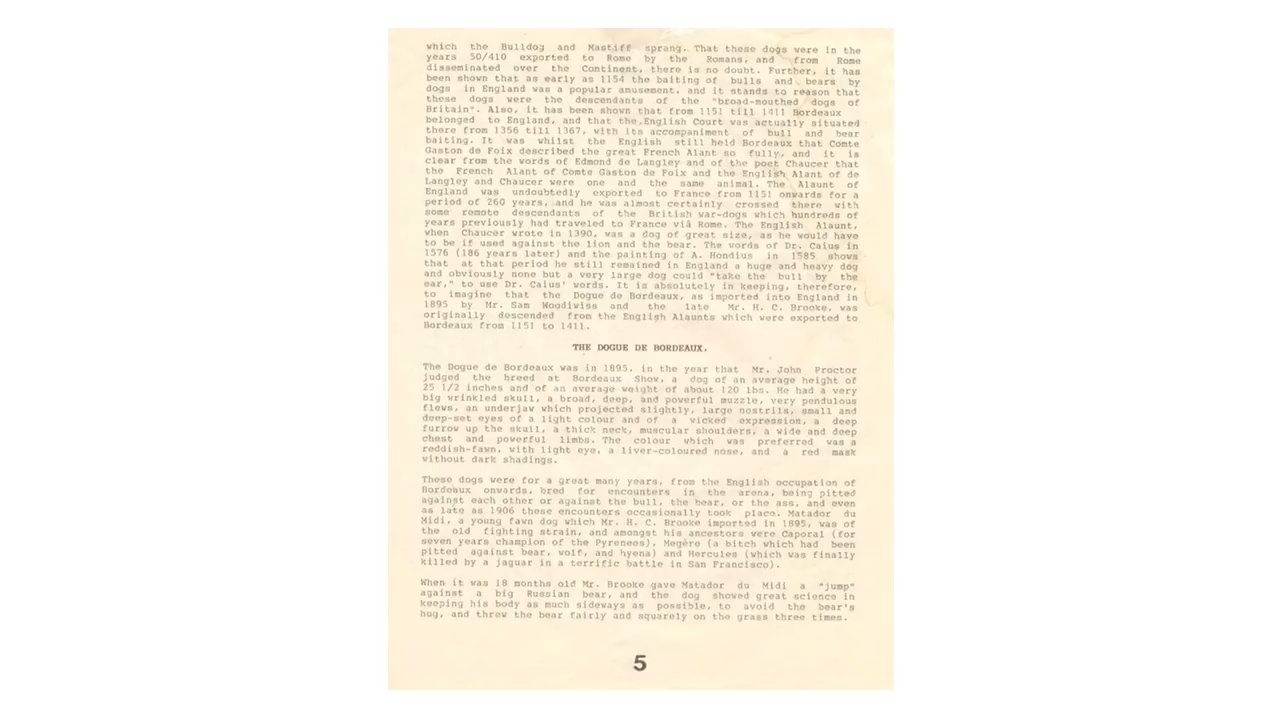 which the Bulldog and Mastiff sprang. That these dogs were in the
years 50/410 exported to Rome by the Romans, and from Rome
disseminated over the Continent, there is no doubt. Further, it has
been shown that as early as 1154 the baiting of bulls and bears by
dogs in England was a popular amusement, and it stands to reason that
these dogs were the descendants of the "broad-mouthed dogs of
Britain". Also, it has been shown that from 1151 till 1411 Bordeaux
belonged to England, and that the English Court was actually situated
there from 1356 till 1367, with its accompaniment of bull and bear
baiting. It was whilst the English still held Bordeaux that Comte
Gaston de Foix described the great French Alant so fully, and it is
clear from the words of Edmond de Langley and of the poet Chaucer that
the French Alant of Comte Gaston de Foix and the English Alant of de
Langley and Chaucer were one and the same animal. The Alaunt of
England was undoubtedly exported to France from 1151 onwards for a
period of 260 years, and he was almost certainly crossed there with
some remote descendants of the British war-dogs which hundreds of
years previously had traveled to France viâ Rome. The English Alaunt,
when Chaucer wrote in 1390, was a dog of great size, as he would have
to be if used against the lion and the bear. The words of Dr. Caius in
1576 (186 years later) and the painting of A. Hondius in 1585 shows
that at that period he still remained in England a huge and heavy dog
and obviously none but a very large dog could "take the bull by the
ear," to use Dr. Caius' words. It is absolutely in keeping, therefore,
to imagine that the Dogue de Bordeaux, as imported into England in
1895 by Mr. Sam Woodiwiss and the late Mr. H. C. Brooke, was
originally descended from the English Alaunts which were exported to
Bordeaux from 1151 to 1411.
THE DOGUE DE BORDEAUX.
The Dogue de Bordeaux was in 1895, in the year that Mr. John Proctor
judged the breed at Bordeaux Show, a dog of an average height of
25 1/2 inches and of an average weight of about 120 lbs. He had a very
big wrinkled skull, a broad, deep, and powerful muzzle, very pendulous
flews, an underjaw which projected slightly, large nostrils, small and
deep-set eyes of a light colour and of a wicked expression, a deep
furrow up the skull, a thick neck, muscular shoulders, a wide and deep
chest and powerful limbs. The colour which was preferred was a
reddish-fawn, with light eye, a liver-coloured nose, and a red mask
without dark shadings.
These dogs were for a great many years, from the English occupation of
Bordeaux onwards, bred for encounters in the arena, being pitted
against each other or against the bull, the bear, or the ass, and even
as late as 1906 these encounters occasionally took place. Matador du
Midi, a young fawn dog which Mr. H. C. Brooke imported in 1895, was of
the old fighting strain, and amongst his ancestors were Caporal (for
seven years champion of the Pyrenees), Megère (a bitch which had been
pitted against bear, wolf, and hyena) and Hercules (which was finally
killed by a jaguar in a terrific battle in San Francisco).
When it was 18 months old Mr. Brooke gave Matador du Midi a "jump"
against a big Russian bear, and the dog showed great science in
keeping his body as much sideways as possible, to avoid the bear's
hug, and threw the bear fairly and squarely on the grass three times.
5